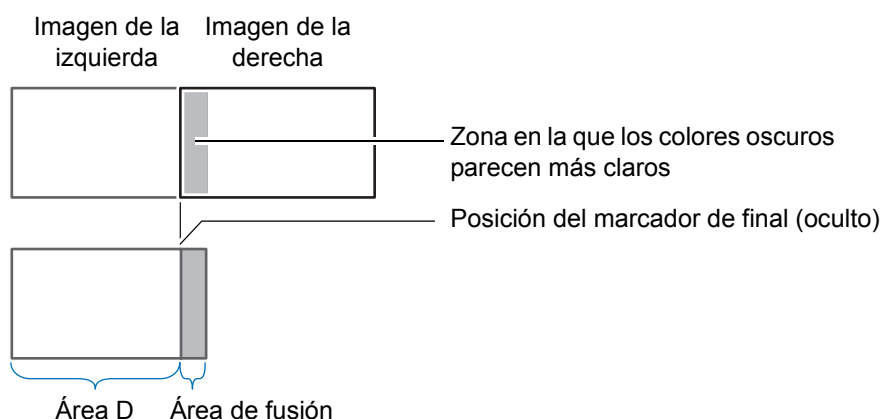 Imagen de la
izquierda
Imagen de la
derecha
Zona en la que los colores oscuros
parecen más claros
Posición del marcador de final (oculto)
Área D
Área de fusión